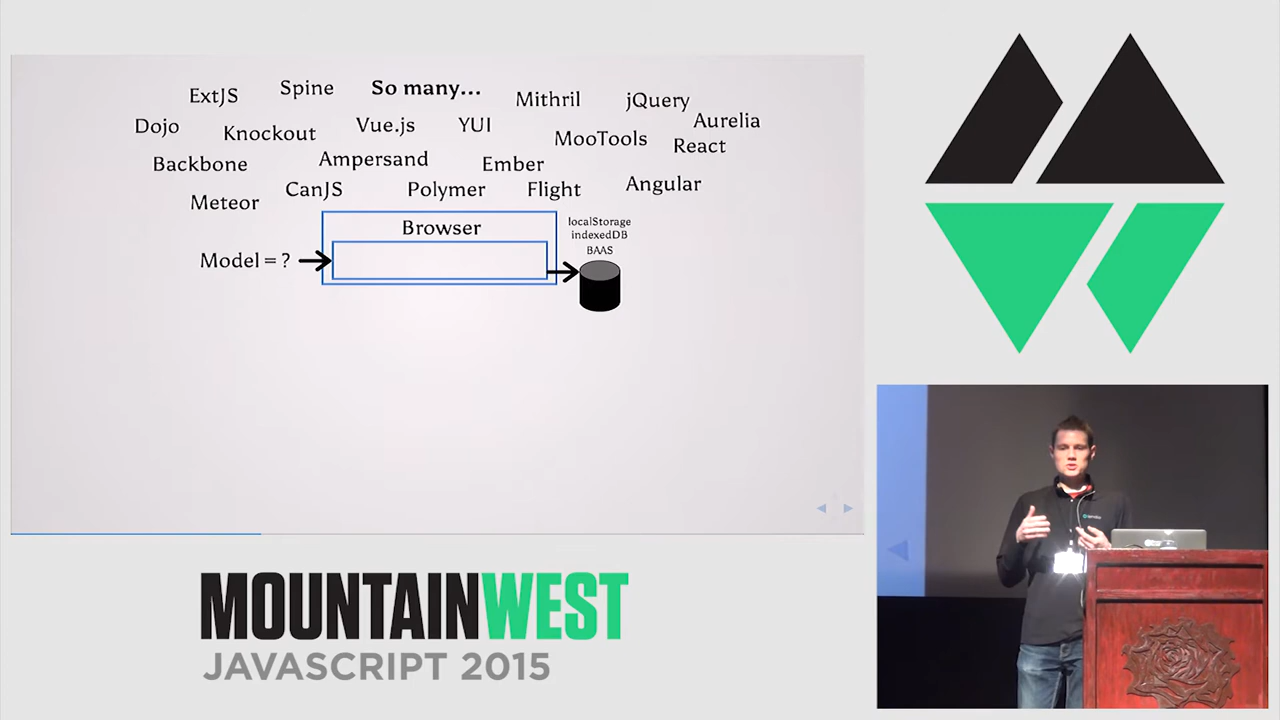 So many...
ExtJS
Spine
Mithril
jQuery
Dojo
Knockout
Vue.js
YUI
MooTools
Aurelia
React
Backbone
Ampersand
Ember
Angular
Meteor
CanJS
Polymer
Flight
Browser
Model = ?
localStorage
indexedDB
BAAS
MOUNTAINWEST
JAVASCRIPT 2015